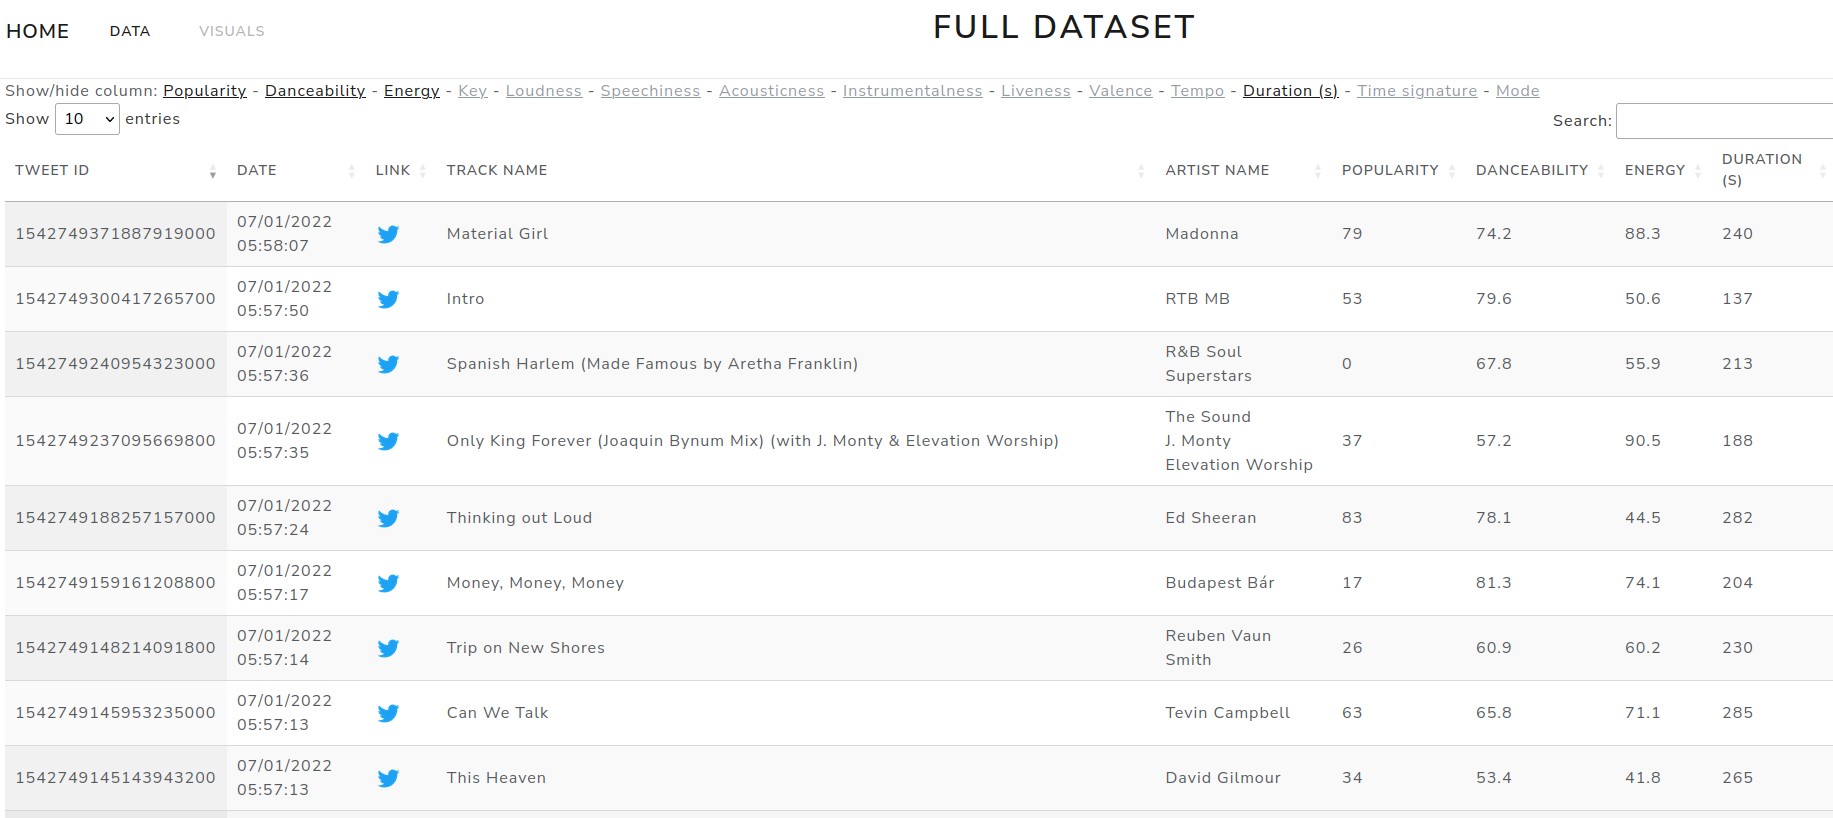 HOME DATA VISUALS FULL DATASET
Show/hide column: Popularity - Danceability - Energy - Key - Loudness - Speechiness - Acousticness - Instrumentalness - Liveness - Valence - Tempo - Duration (s) - Time signature - Mode
Show 10 entries Search:
TWEET ID DATE LINK TRACK NAME ARTIST NAME POPULARITY DANCEABILITY ENERGY DURATION
(S)
07/01/2022
1542749371887919000 Material Girl Madonna 79 74.2 88.3 240
05:58:07
07/01/2022
1542749300417265700 Intro RTB MB 53 79.6 50.6 137
05:57:50
07/01/2022 R&B Soul
1542749240954323000 Spanish Harlem (Made Famous by Aretha Franklin) 0 67.8 55.9 213
05:57:36 Superstars
The Sound
07/01/2022
1542749237095669800 Only King Forever (Joaquin Bynum Mix) (with J. Monty & Elevation Worship) J. Monty 37 57.2 90.5 188
05:57:35
Elevation Worship
07/01/2022
1542749188257157000 Thinking out Loud Ed Sheeran 83 78.1 44.5 282
05:57:24
07/01/2022
1542749159161208800 Money, Money, Money Budapest Bár 17 81.3 74.1 204
05:57:17
07/01/2022 Reuben Vaun
1542749148214091800 Trip on New Shores 26 60.9 60.2 230
05:57:14 Smith
07/01/2022
1542749145953235000 Can We Talk Tevin Campbell 63 65.8 71.1 285
05:57:13
07/01/2022
1542749145143943200 This Heaven David Gilmour 34 53.4 41.8 265
05:57:13